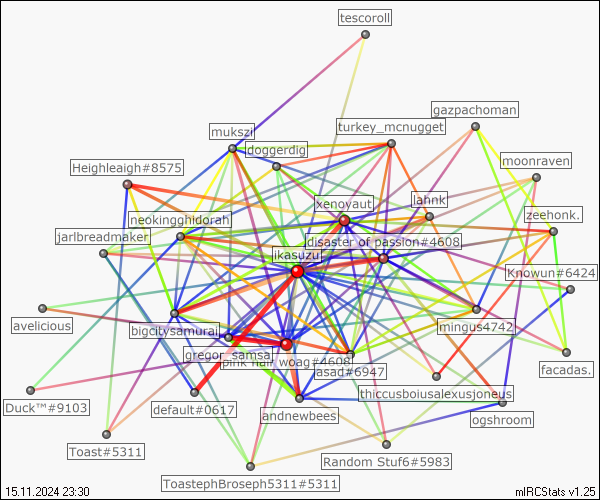 tescoroll
gazpachoman
mukszi
turkey_mcnugget
doggerdig
moonraven
Heighleaigh#8575
xenoyaut
lahnk
neokingghidorah
zeehonk.
jarlbreadmaker
disaster of passion#4608
ikasuzu
Knowun#6424
avelicious
bigcitysamurai
mingus4742
gregor_samsa
pink hair woag#4608
asad#6947
facadas.
thiccusboiusalexusjoneus
Duck™#9103
default#0617
andnewbees
ogshroom
Toast#5311
Random Stuf6#5983
ToastephBroseph5311#5311
15.11.2024 23:30
mIRCStats v1.25